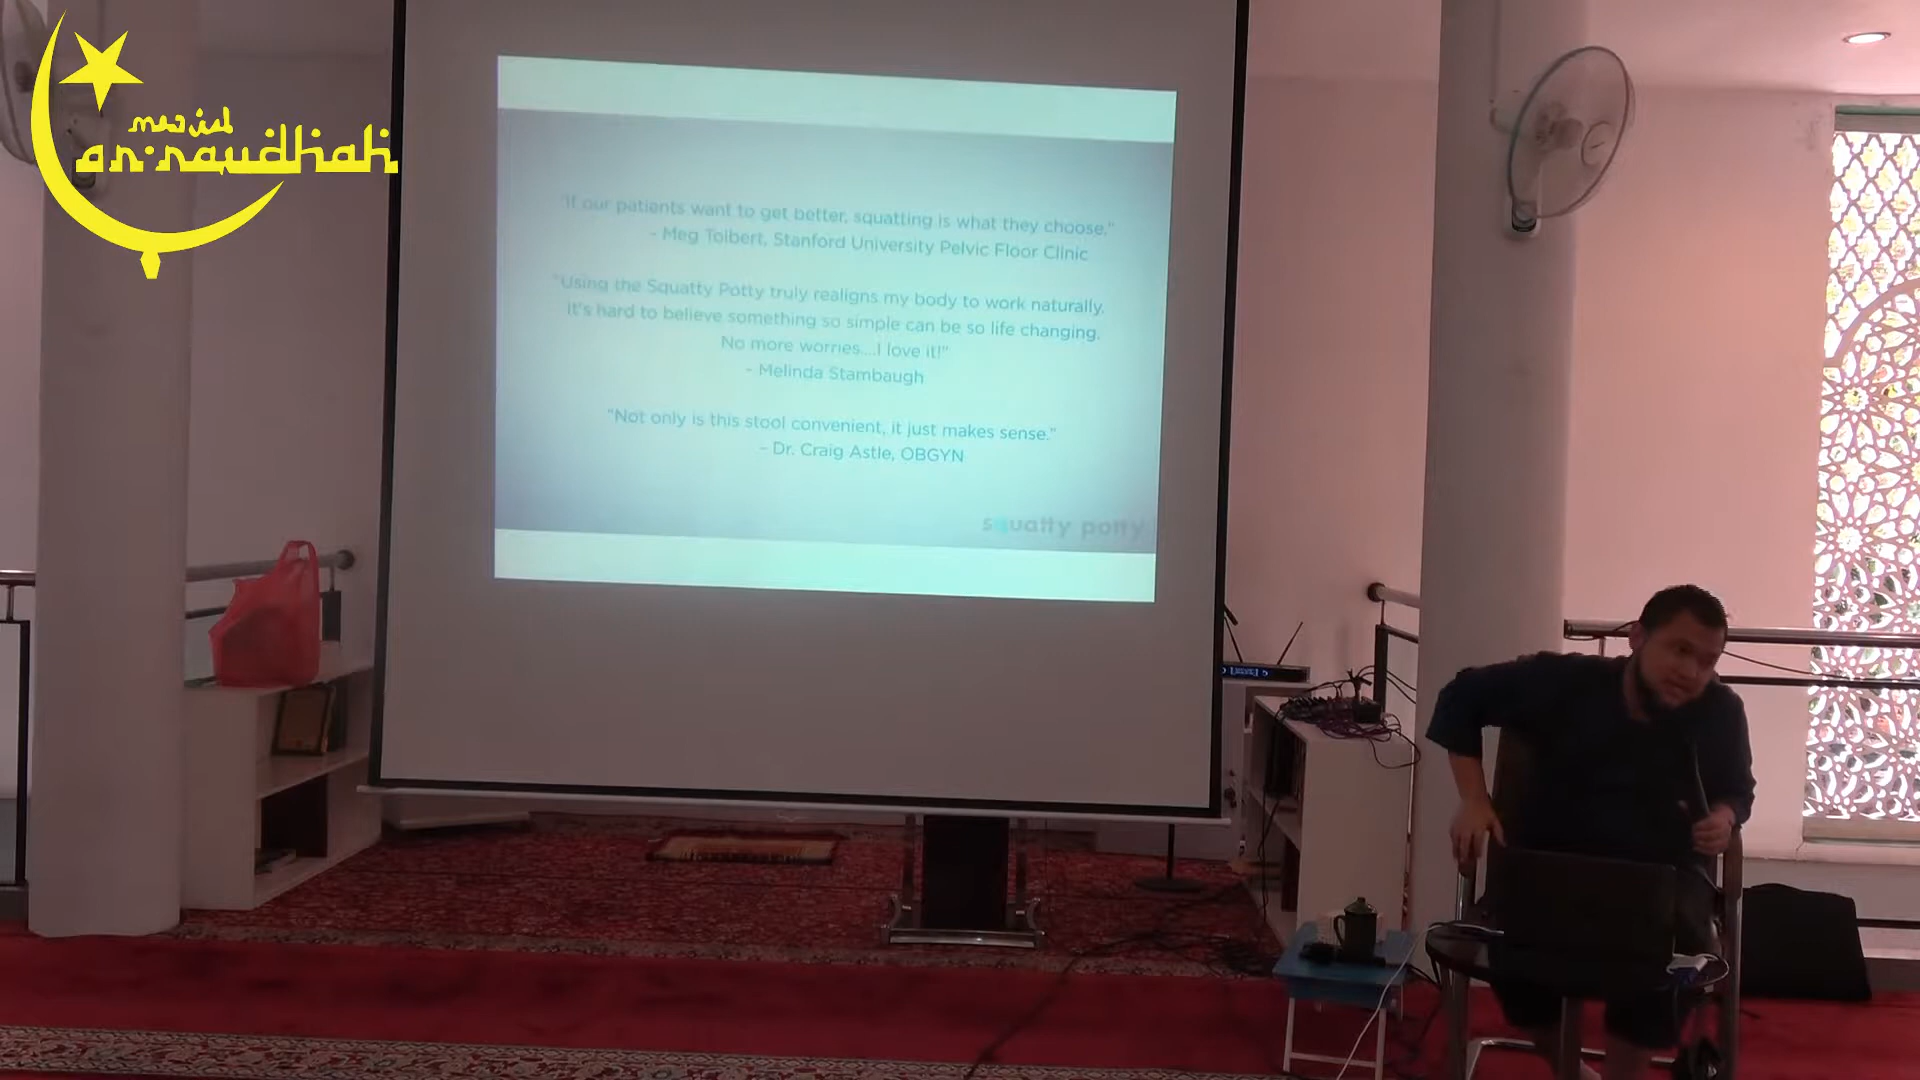 mesjid
ar-raudhah
"If our patients want to get better, squatting is what they choose."
- Meg Tolbert, Stanford University Pelvic Floor Clinic
"Using the Squatty Potty truly realigns my body to work naturally.
It's hard to believe something so simple can be so life changing.
No more worries....I love it!"
- Melinda Stambaugh
"Not only is this stool convenient, it just makes sense."
- Dr. Craig Astle, OBGYN
squatty potty